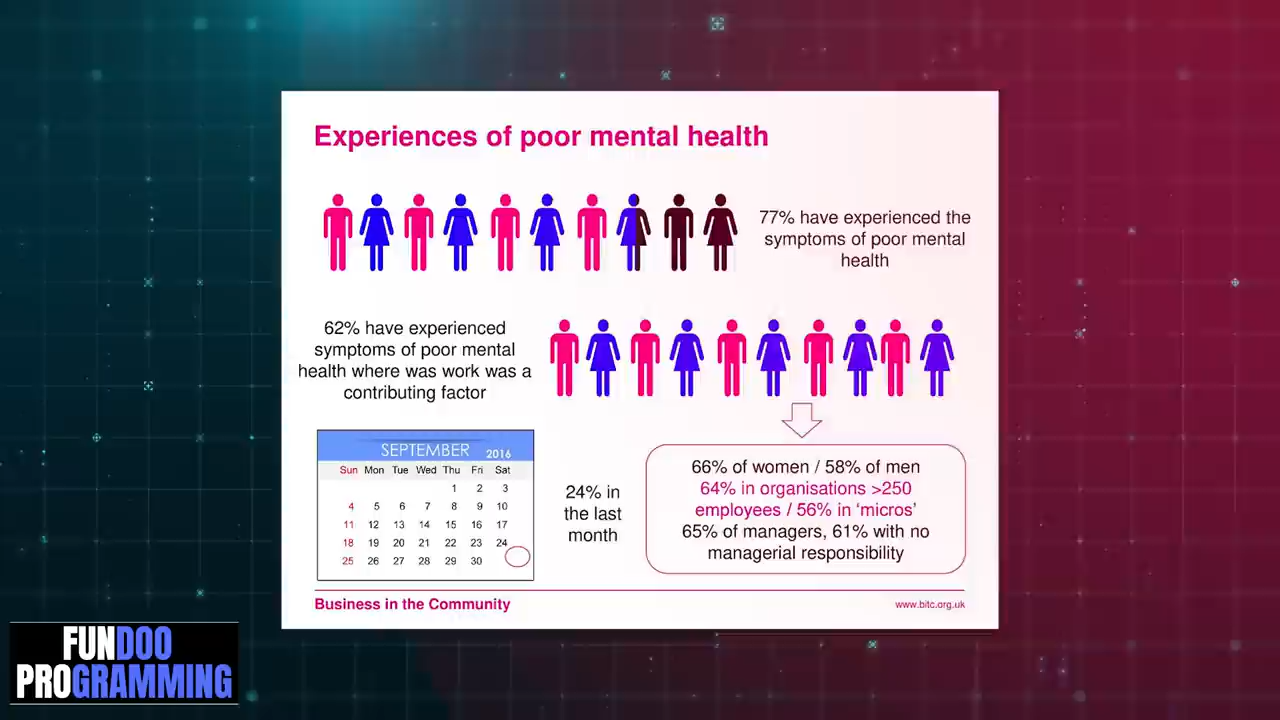 Experiences of poor mental health
77% have experienced the
symptoms of poor mental
health
62% have experienced
symptoms of poor mental
health where was work was a
contributing factor
SEPTEMBER 2016
Sun Mon Tue Wed Thu Fri Sat
1 2 3
4 5 6 7 8 9 10
11 12 13 14 15 16 17
18 19 20 21 22 23 24
25 26 27 28 29 30
24% in
the last
month
66% of women / 58% of men
64% in organisations >250
employees / 56% in ‘micros’
65% of managers, 61% with no
managerial responsibility
Business in the Community
www.bitc.org.uk
FUNDOO
PROGRAMMING